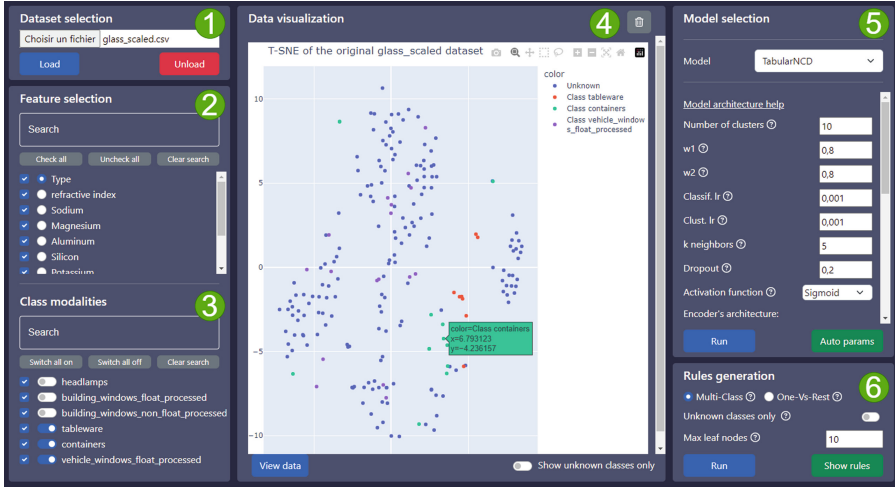 Dataset selection
1
Choisir un fichier glass_scaled.csv
Load
Unload
Feature selection
2
Search
Check all
Uncheck all
Clear search
Type
refractive index
Sodium
Magnesium
Aluminum
Silicon
Potassium
Class modalities
3
Search
Switch all on
Switch all off
Clear search
headlamps
building_windows_float_processed
building_windows_non_float_processed
tableware
containers
vehicle_windows_float_processed
Data visualization
4
T-SNE of the original glass_scaled dataset
color
Unknown
Class tableware
Class containers
Class vehicle_window
s_float_processed
10
5
0
−5
−10
color=Class containers
x=6.793123
y=−4.236157
View data
Show unknown classes only
Model selection
5
Model
TabularNCD
Model architecture help
Number of clusters ?
10
w1 ?
0,8
w2 ?
0,8
Classif. lr ?
0,001
Clust. lr ?
0,001
k neighbors ?
5
Dropout ?
0,2
Activation function ?
Sigmoid
Encoder's architecture:
Run
Auto params
Rules generation
6
Multi-Class ? One-Vs-Rest ?
Unknown classes only ?
Max leaf nodes ?
10
Run
Show rules